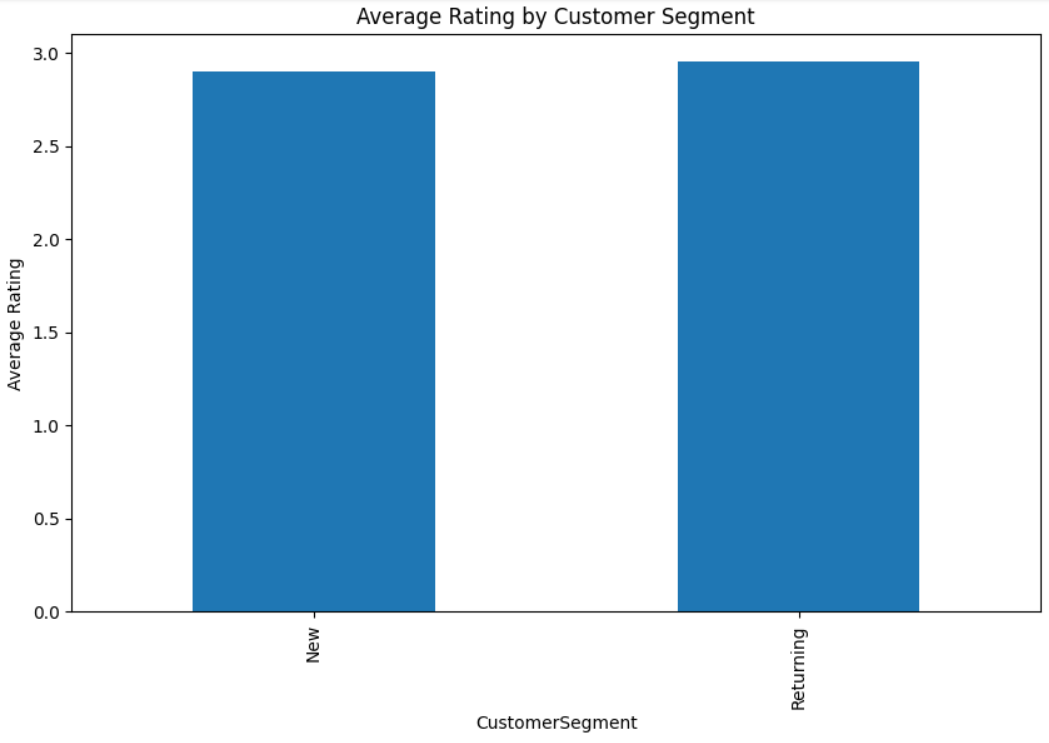 Average Rating by Customer Segment
Average Rating
3.0
2.5
2.0
1.5
1.0
0.5
0.0
New
Returning
CustomerSegment